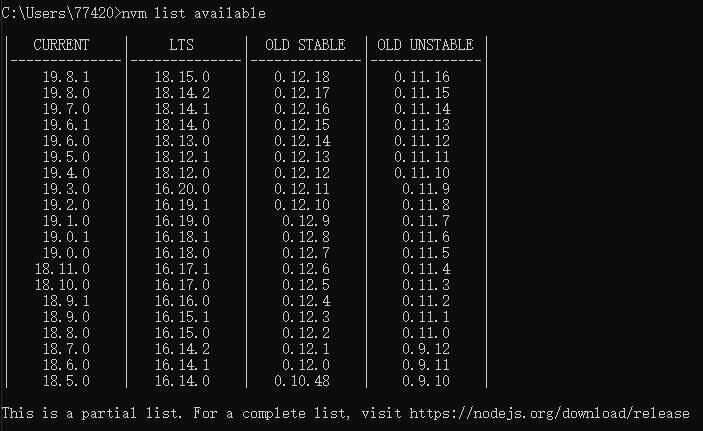 C:\Users\77420>nvm list available
|   CURRENT    |     LTS      |  OLD STABLE  | OLD UNSTABLE |
|--------------|--------------|--------------|--------------|
|    19.8.1    |   18.15.0    |   0.12.18    |   0.11.16    |
|    19.8.0    |   18.14.2    |   0.12.17    |   0.11.15    |
|    19.7.0    |   18.14.1    |   0.12.16    |   0.11.14    |
|    19.6.1    |   18.14.0    |   0.12.15    |   0.11.13    |
|    19.6.0    |   18.13.0    |   0.12.14    |   0.11.12    |
|    19.5.0    |   18.12.1    |   0.12.13    |   0.11.11    |
|    19.4.0    |   18.12.0    |   0.12.12    |   0.11.10    |
|    19.3.0    |   16.20.0    |   0.12.11    |    0.11.9    |
|    19.2.0    |   16.19.1    |   0.12.10    |    0.11.8    |
|    19.1.0    |   16.19.0    |    0.12.9    |    0.11.7    |
|    19.0.1    |   16.18.1    |    0.12.8    |    0.11.6    |
|    19.0.0    |   16.18.0    |    0.12.7    |    0.11.5    |
|   18.11.0    |   16.17.1    |    0.12.6    |    0.11.4    |
|   18.10.0    |   16.17.0    |    0.12.5    |    0.11.3    |
|    18.9.1    |   16.16.0    |    0.12.4    |    0.11.2    |
|    18.9.0    |   16.15.1    |    0.12.3    |    0.11.1    |
|    18.8.0    |   16.15.0    |    0.12.2    |    0.11.0    |
|    18.7.0    |   16.14.2    |    0.12.1    |    0.9.12    |
|    18.6.0    |   16.14.1    |    0.12.0    |    0.9.11    |
|    18.5.0    |   16.14.0    |   0.10.48    |    0.9.10    |
This is a partial list. For a complete list, visit https://nodejs.org/download/release